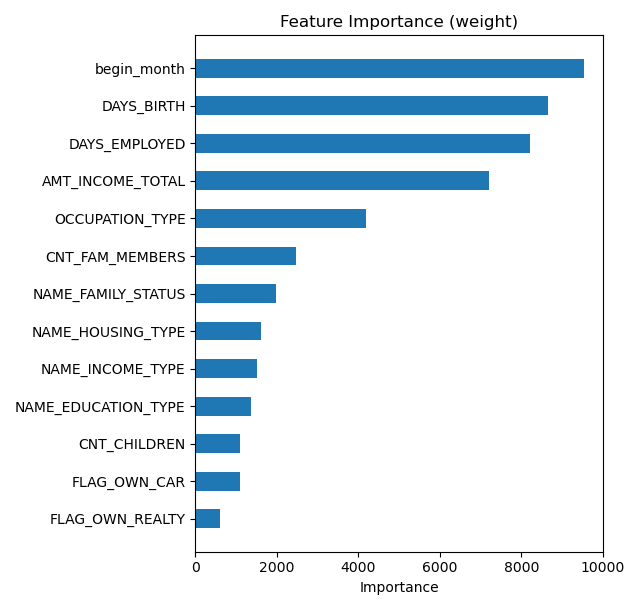 Feature Importance (weight)
begin_month
DAYS_BIRTH
DAYS_EMPLOYED
AMT_INCOME_TOTAL
OCCUPATION_TYPE
CNT_FAM_MEMBERS
NAME_FAMILY_STATUS
NAME_HOUSING_TYPE
NAME_INCOME_TYPE
NAME_EDUCATION_TYPE
CNT_CHILDREN
FLAG_OWN_CAR
FLAG_OWN_REALTY
0 2000 4000 6000 8000 10000
Importance